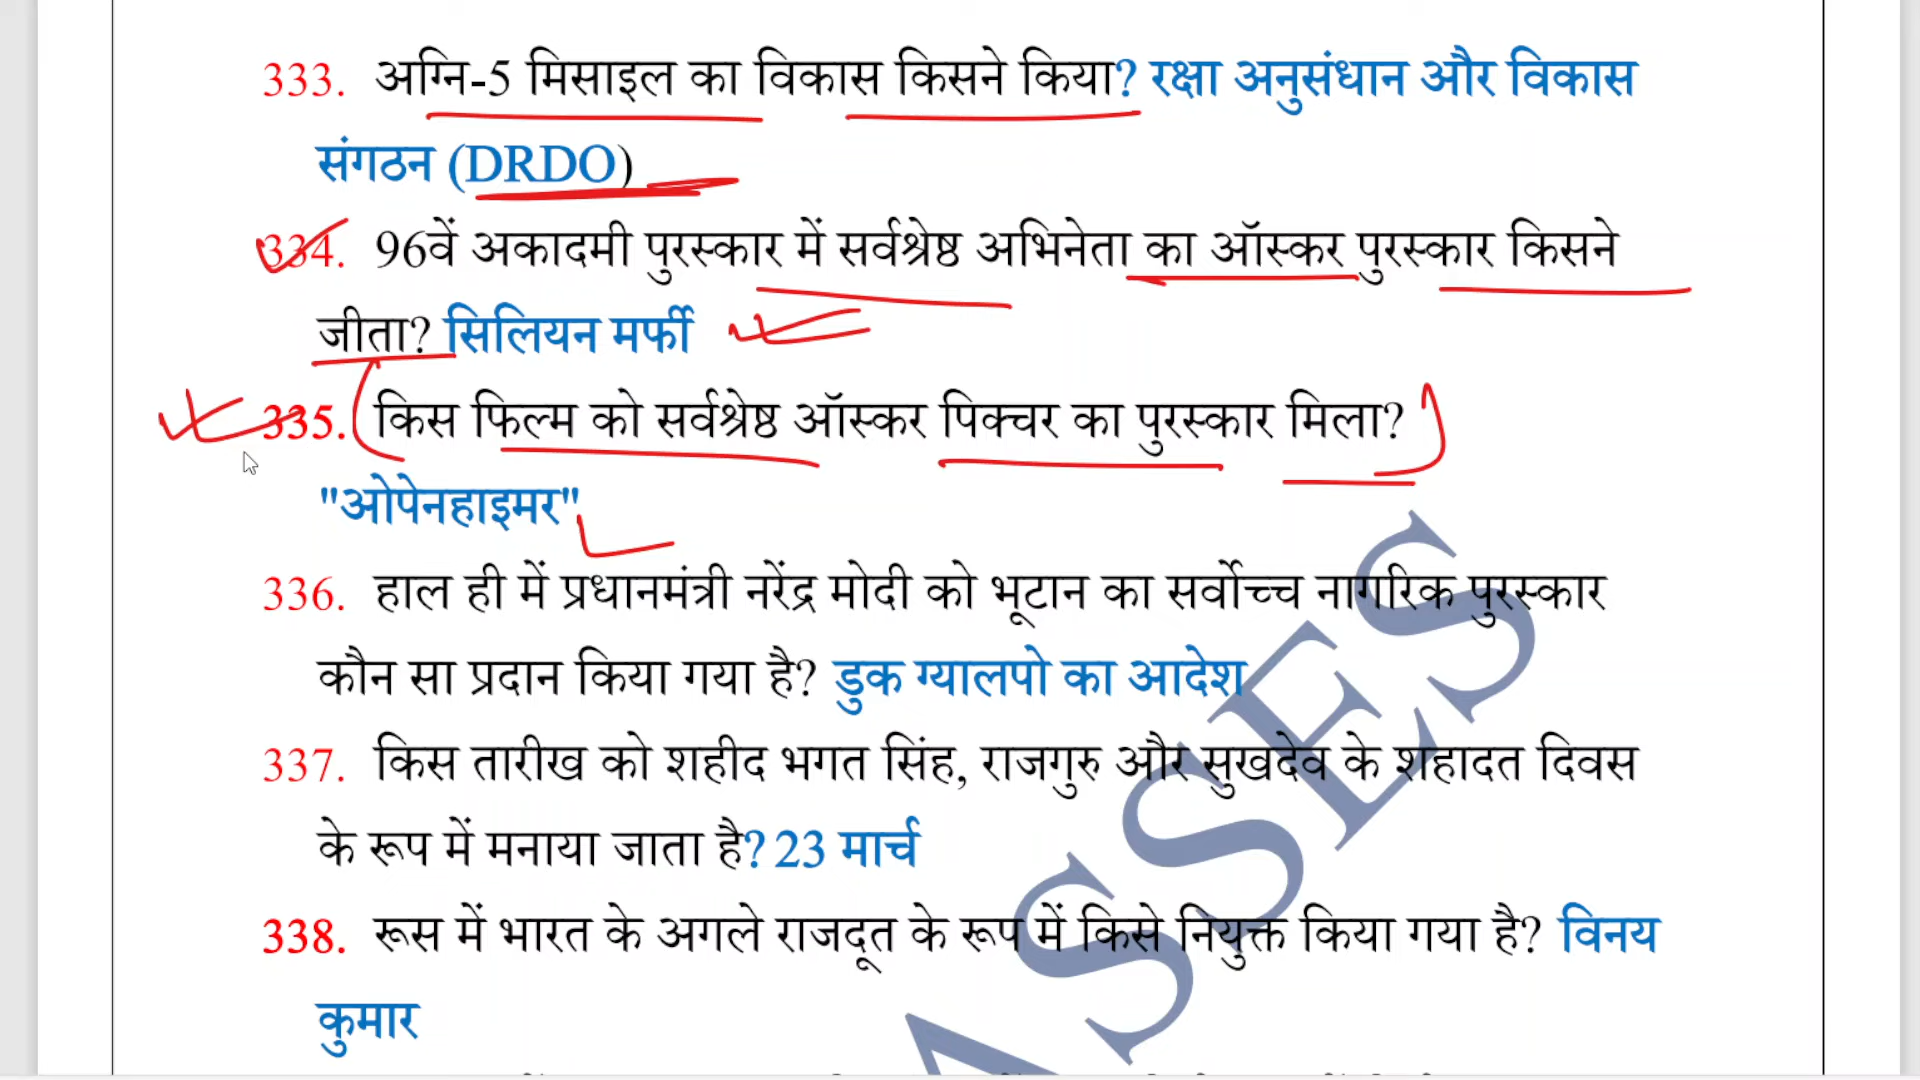 333. अग्नि-5 मिसाइल का विकास किसने किया? रक्षा अनुसंधान और विकास
संगठन (DRDO)
334. 96वें अकादमी पुरस्कार में सर्वश्रेष्ठ अभिनेता का ऑस्कर पुरस्कार किसने
जीता? सिलियन मर्फी
335. किस फिल्म को सर्वश्रेष्ठ ऑस्कर पिक्चर का पुरस्कार मिला?
"ओपेनहाइमर"
336. हाल ही में प्रधानमंत्री नरेंद्र मोदी को भूटान का सर्वोच्च नागरिक पुरस्कार
कौन सा प्रदान किया गया है? डुक ग्यालपो का आदेश
337. किस तारीख को शहीद भगत सिंह, राजगुरु और सुखदेव के शहादत दिवस
के रूप में मनाया जाता है? 23 मार्च
338. रूस में भारत के अगले राजदूत के रूप में किसे नियुक्त किया गया है? विनय
कुमार
ASSES